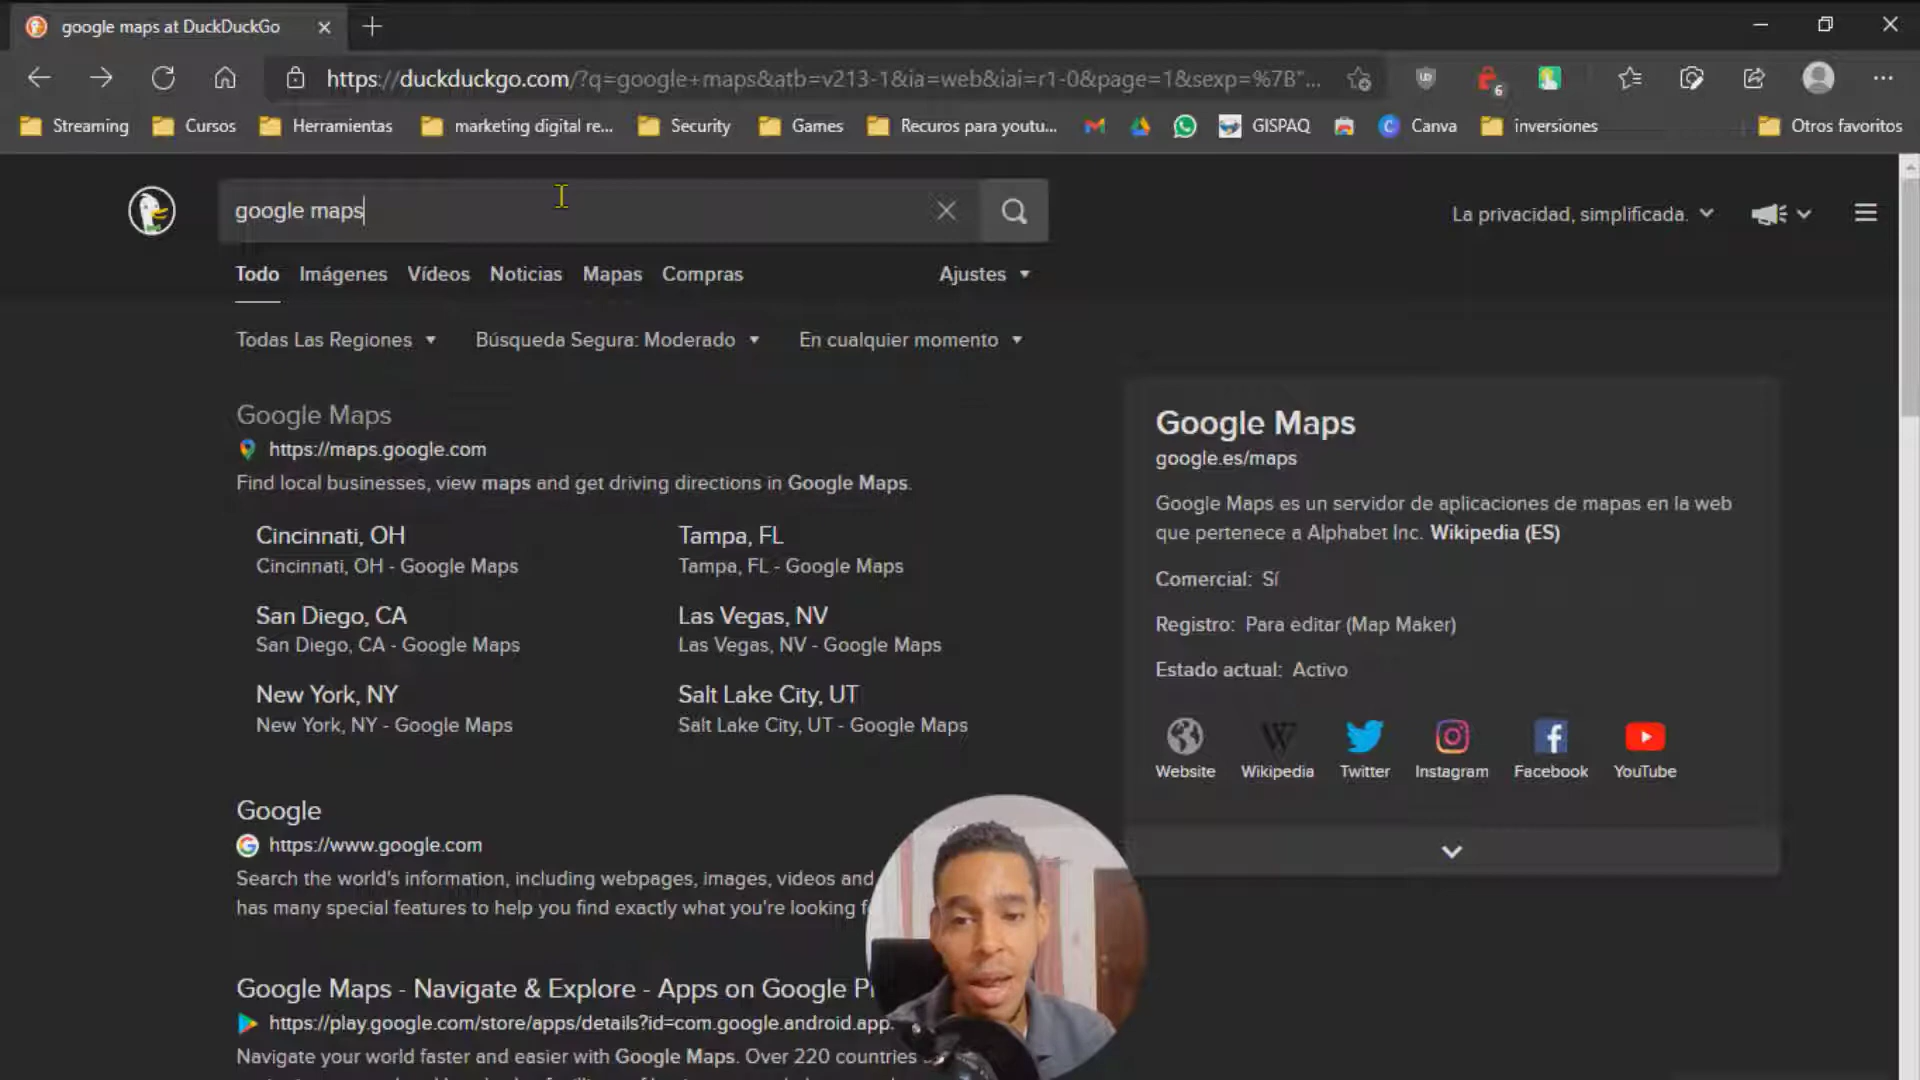 google maps at DuckDuckGo
https://duckduckgo.com/?q=google+maps&atb=v213-1&ia=web&iai=r1-0&page=1&sexp=%7B"...
6
Streaming
Cursos
Herramientas
marketing digital re...
Security
Games
Recuros para youtu...
GISPAQ
Canva
inversiones
Otros favoritos
google maps
La privacidad, simplificada.
Todo
Imágenes
Vídeos
Noticias
Mapas
Compras
Ajustes
Todas Las Regiones
Búsqueda Segura: Moderado
En cualquier momento
Google Maps
https://maps.google.com
Find local businesses, view maps and get driving directions in Google Maps.
Cincinnati, OH
Cincinnati, OH - Google Maps
Tampa, FL
Tampa, FL - Google Maps
San Diego, CA
San Diego, CA - Google Maps
Las Vegas, NV
Las Vegas, NV - Google Maps
New York, NY
New York, NY - Google Maps
Salt Lake City, UT
Salt Lake City, UT - Google Maps
Google
https://www.google.com
Search the world's information, including webpages, images, videos and
has many special features to help you find exactly what you're looking
Google Maps - Navigate & Explore - Apps on Google
https://play.google.com/store/apps/details?id=com.google.android.app.
Navigate your world faster and easier with Google Maps. Over 220 countries
Google Maps
google.es/maps
Google Maps es un servidor de aplicaciones de mapas en la web
que pertenece a Alphabet Inc. Wikipedia (ES)
Comercial: Sí
Registro: Para editar (Map Maker)
Estado actual: Activo
Website
Wikipedia
Twitter
Instagram
Facebook
YouTube